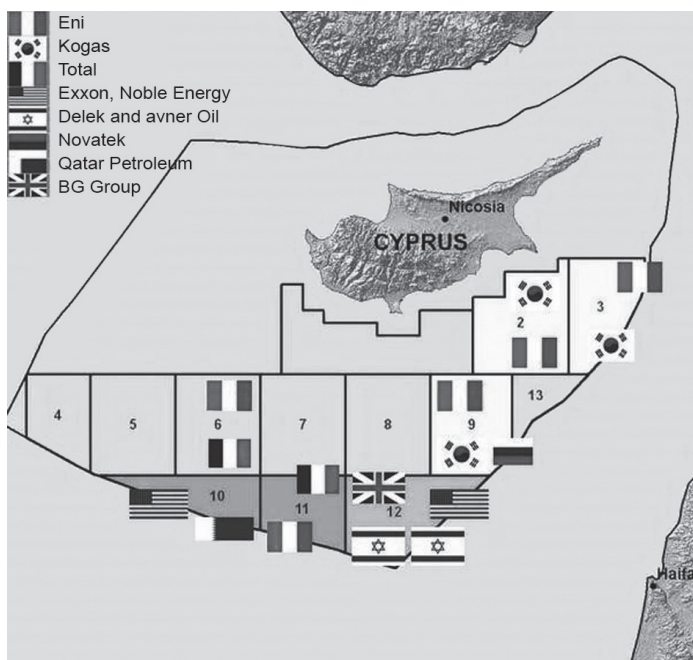 Eni
Kogas
Total
Exxon, Noble Energy
Delek and avner Oil
Novatek
Qatar Petroleum
BG Group
Nicosia
CYPRUS
2
3
4
5
6
7
8
9
13
10
11
12
Haifa